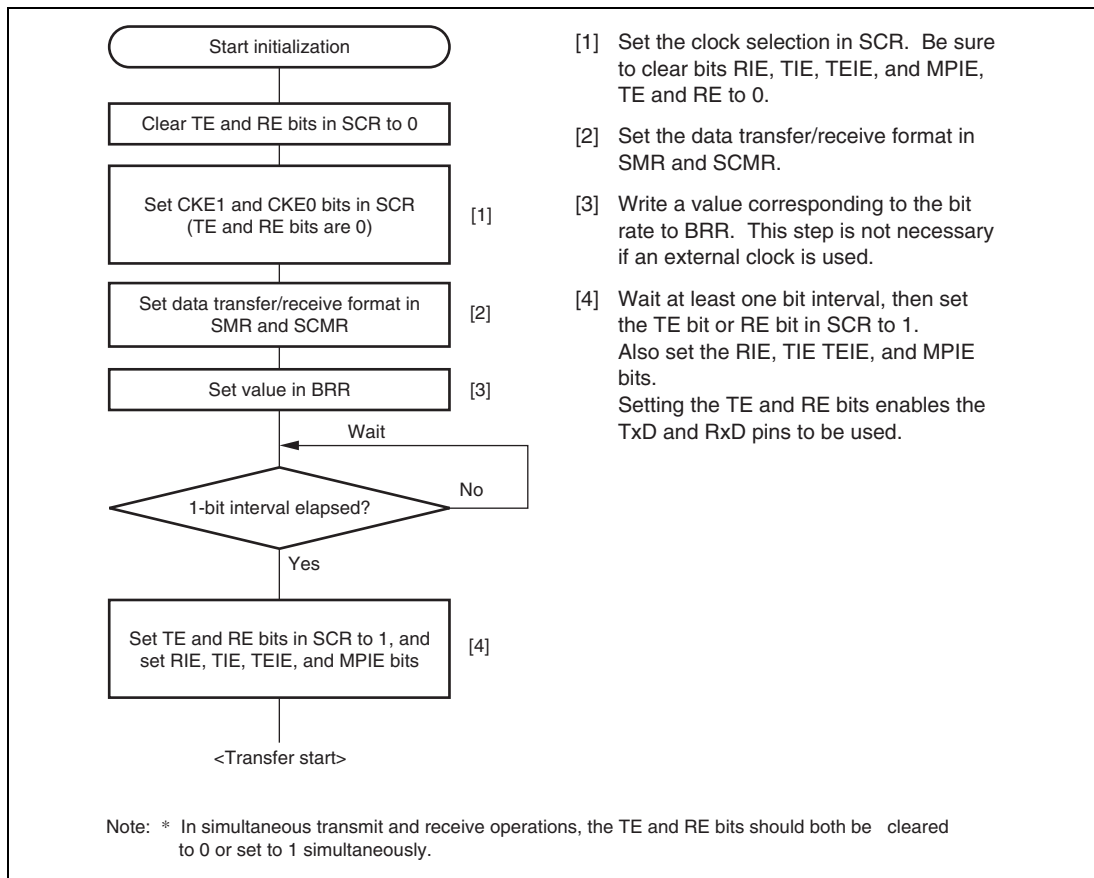 Start initialization
Clear TE and RE bits in SCR to 0
Set CKE1 and CKE0 bits in SCR
(TE and RE bits are 0)
[1]
Set data transfer/receive format in
SMR and SCMR
[2]
Set value in BRR
[3]
Wait
1-bit interval elapsed?
No
Yes
Set TE and RE bits in SCR to 1, and
set RIE, TIE, TEIE, and MPIE bits
[4]
<Transfer start>
[1] Set the clock selection in SCR. Be sure
to clear bits RIE, TIE, TEIE, and MPIE,
TE and RE to 0.
[2] Set the data transfer/receive format in
SMR and SCMR.
[3] Write a value corresponding to the bit
rate to BRR. This step is not necessary
if an external clock is used.
[4] Wait at least one bit interval, then set
the TE bit or RE bit in SCR to 1.
Also set the RIE, TIE TEIE, and MPIE
bits.
Setting the TE and RE bits enables the
TxD and RxD pins to be used.
Note: * In simultaneous transmit and receive operations, the TE and RE bits should both be cleared
to 0 or set to 1 simultaneously.